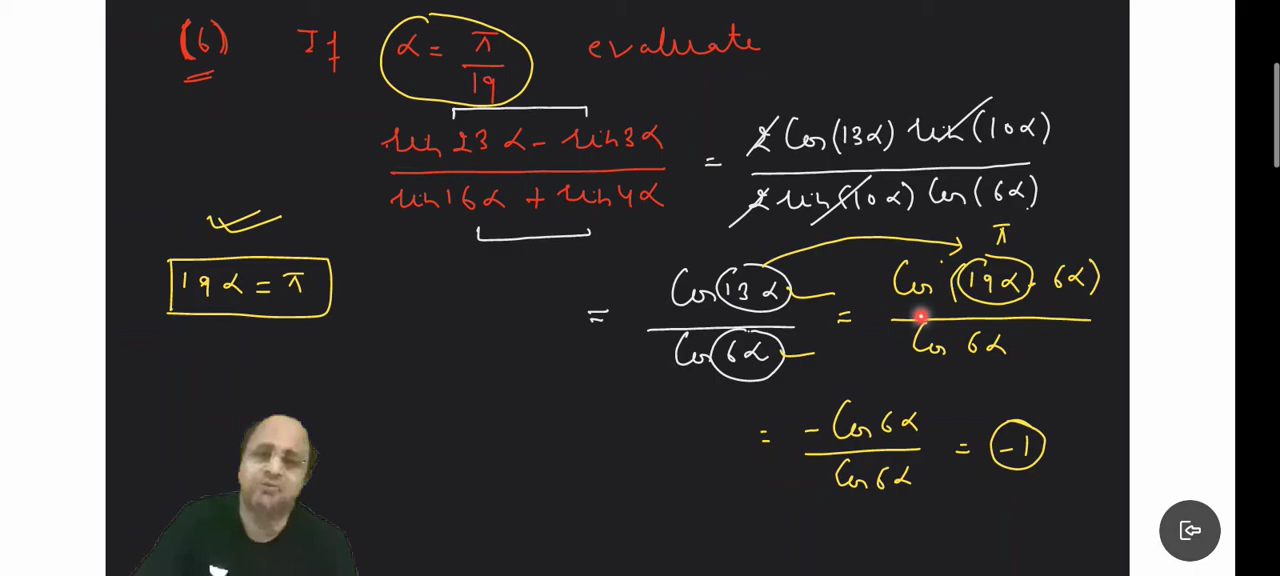 (6) If α = π/19 evaluate
(sin 23α - sin 3α)/(sin 16α + sin 4α) = (2 Cos(13α) sin(10α))/(2 sin(10α) Cos(6α))
19α = π
= (Cos 13α)/(Cos 6α) = (Cos (19α - 6α))/(Cos 6α)
π
= (-Cos 6α)/(Cos 6α) = -1